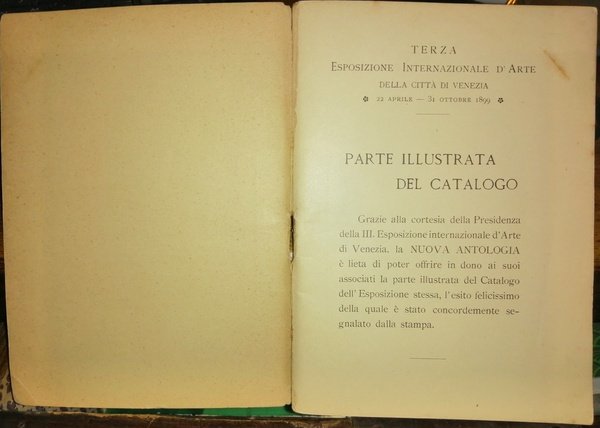 TERZA
ESPOSIZIONE INTERNAZIONALE D'ARTE
DELLA CITTÀ DI VENEZIA
22 APRILE — 31 OTTOBRE 1899
PARTE ILLUSTRATA
DEL CATALOGO
Grazie alla cortesia della Presidenza
della III. Esposizione internazionale d'Arte
di Venezia, la NUOVA ANTOLOGIA
è lieta di poter offrire in dono ai suoi
associati la parte illustrata del Catalogo
dell'Esposizione stessa, l'esito felicissimo
della quale è stato concordemente se-
gnalato dalla stampa.